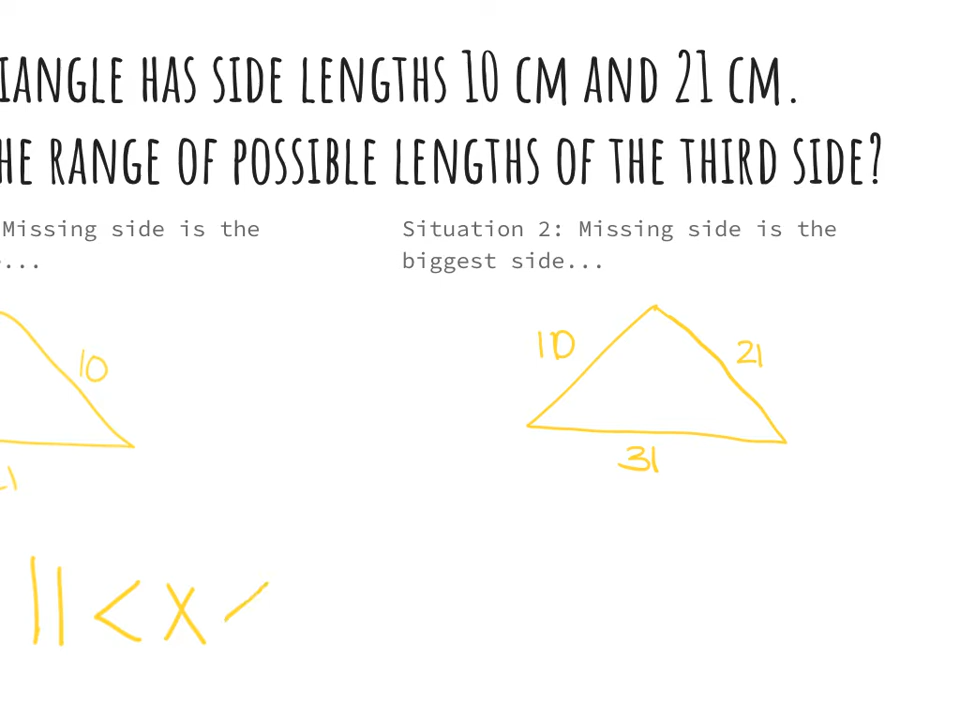 IANGLE HAS SIDE LENGTHS 10 CM AND 21 CM.
HE RANGE OF POSSIBLE LENGTHS OF THE THIRD SIDE?
Missing side is the
...
Situation 2: Missing side is the
biggest side...
10
21
10
21
31
11 < x